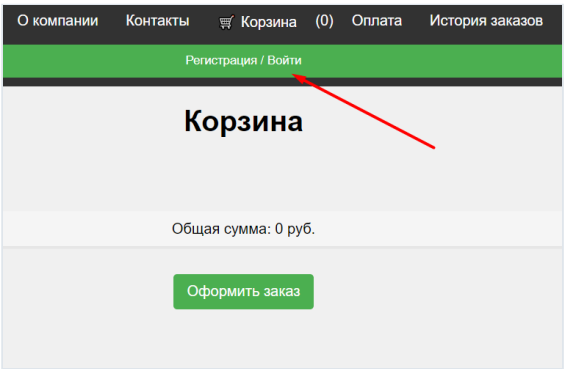 О компании Контакты Корзина (0) Оплата История заказов
Регистрация / Войти
Корзина
Общая сумма: 0 руб.
Оформить заказ